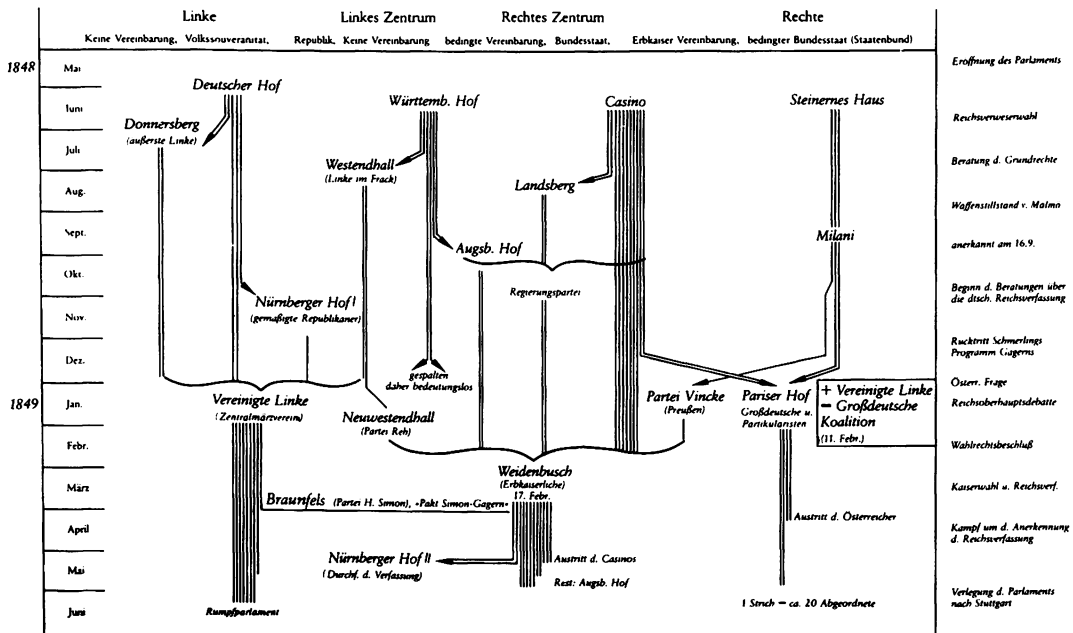 Linke
Linkes Zentrum
Rechtes Zentrum
Rechte
Keine Vereinbarung, Volkssouveranitat, Republik, Keine Vereinbarung bedingte Vereinbarung, Bundesstaat, Erbkaiser Vereinbarung, bedingter Bundesstaat (Staatenbund)
1848
Mai
Juni
Juli
Aug.
Sept.
Okt.
Nov.
Dez.
1849
Jan.
Febr.
März
April
Mai
Juni
Deutscher Hof
Donnersberg
(außerste Linke)
Württemb. Hof
Westendhall
(Linke im Frack)
Casino
Landsberg
Steinernes Haus
Milani
Augsb. Hof
Regierungspartei
Nürnberger Hof I
(gemaßigte Republikaner)
gespalten
daher bedeutungslos
Vereinigte Linke
(Zentralmärzverein)
Neuwestendhall
(Partei Reh)
Partei Vincke
(Preußen)
Pariser Hof
Großdeutsche u.
Partikularisten
+ Vereinigte Linke
= Großdeutsche
Koalition
(11. Febr.)
Weidenbusch
(Erbkaiserliche)
17. Febr.
Braunfels (Partei H. Simon), «Pakt Simon-Gagern»
Austritt d. Österreicher
Nürnberger Hof II
(Durchf. d. Verfassung)
Austritt d. Casinos
Rest: Augsb. Hof
Rumpfparlament
1 Strich = ca. 20 Abgeordnete
Eroffnung des Parlaments
Reichsverweserwahl
Beratung d. Grundrechte
Waffenstillstand v. Malmo
anerkannt am 16.9.
Beginn d. Beratungen über
die dtsch. Reichsverfassung
Rucktritt Schmerlings
Programm Gagerns
Österr. Frage
Reichsoberhauptsdebatte
Wahlrechtsbeschluß
Kaiserwahl u. Reichsverf.
Kampf um d. Anerkennung
d. Reichsverfassung
Verlegung d. Parlaments
nach Stuttgart